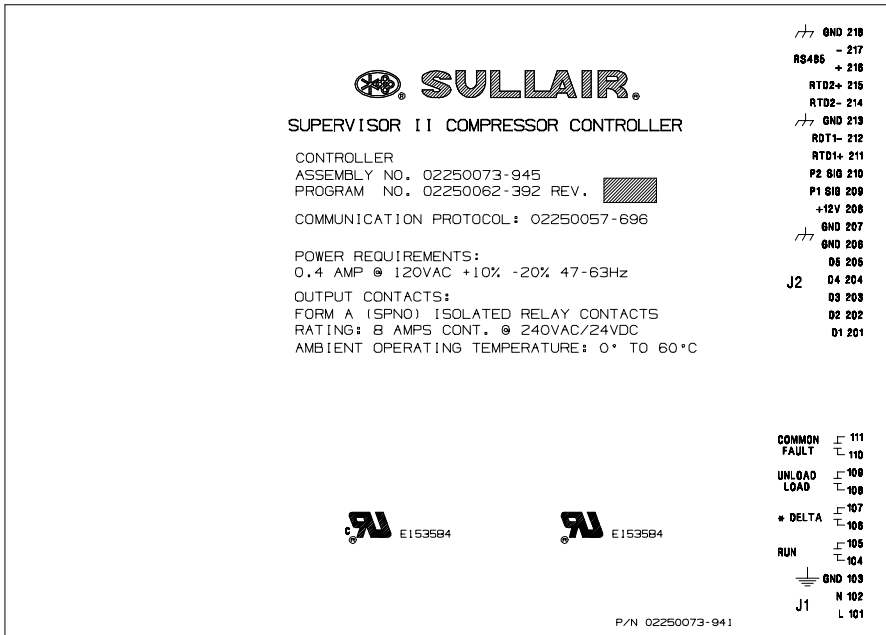 SULLAIR®
SUPERVISOR II COMPRESSOR CONTROLLER
CONTROLLER
ASSEMBLY NO. 02250073-945
PROGRAM NO. 02250062-392 REV.
COMMUNICATION PROTOCOL: 02250057-696
POWER REQUIREMENTS:
0.4 AMP @ 120VAC +10% -20% 47-63Hz
OUTPUT CONTACTS:
FORM A (SPNO) ISOLATED RELAY CONTACTS
RATING: 8 AMPS CONT. @ 240VAC/24VDC
AMBIENT OPERATING TEMPERATURE: 0° TO 60°C
c RU ® E153584
RU ® E153584
P/N 02250073-941
GND 218
- 217
RS485
+ 216
RTD2+ 215
RTD2- 214
GND 213
RDT1- 212
RTD1+ 211
P2 SIG 210
P1 SIG 209
+12V 208
GND 207
GND 206
D5 205
J2
D4 204
D3 203
D2 202
D1 201
COMMON FAULT
111
110
UNLOAD LOAD
109
108
* DELTA
107
106
RUN
105
104
GND 103
N 102
J1
L 101